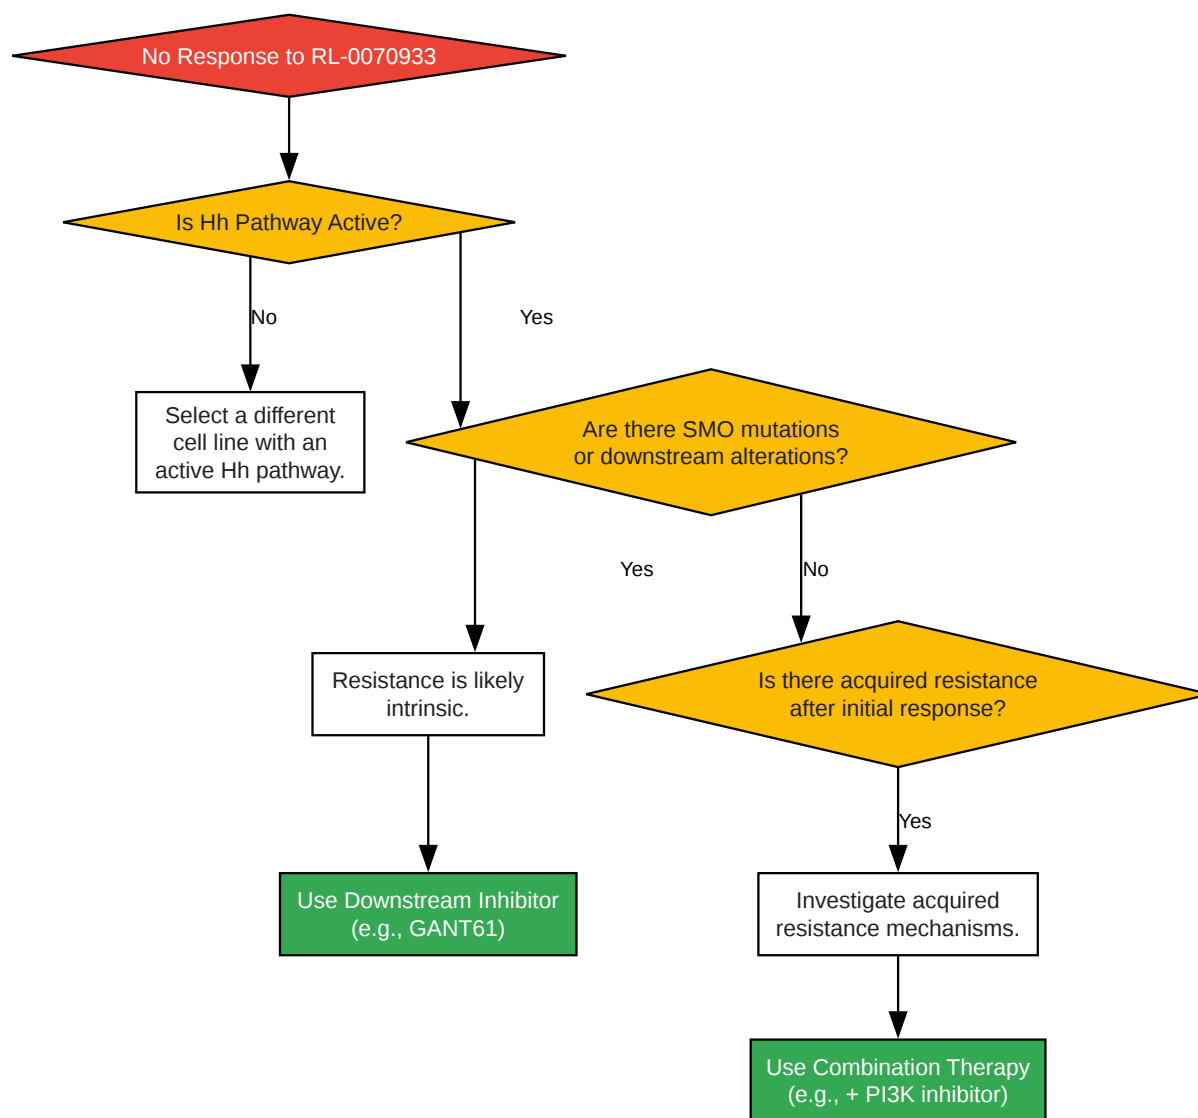 No Response to RL-0070933
Is Hh Pathway Active?
No
Yes
Select a different
cell line with an
active Hh pathway.
Are there SMO mutations
or downstream alterations?
Yes
No
Resistance is likely
intrinsic.
Is there acquired resistance
after initial response?
Yes
Use Downstream Inhibitor
(e.g., GANT61)
Investigate acquired
resistance mechanisms.
Use Combination Therapy
(e.g., + PI3K inhibitor)